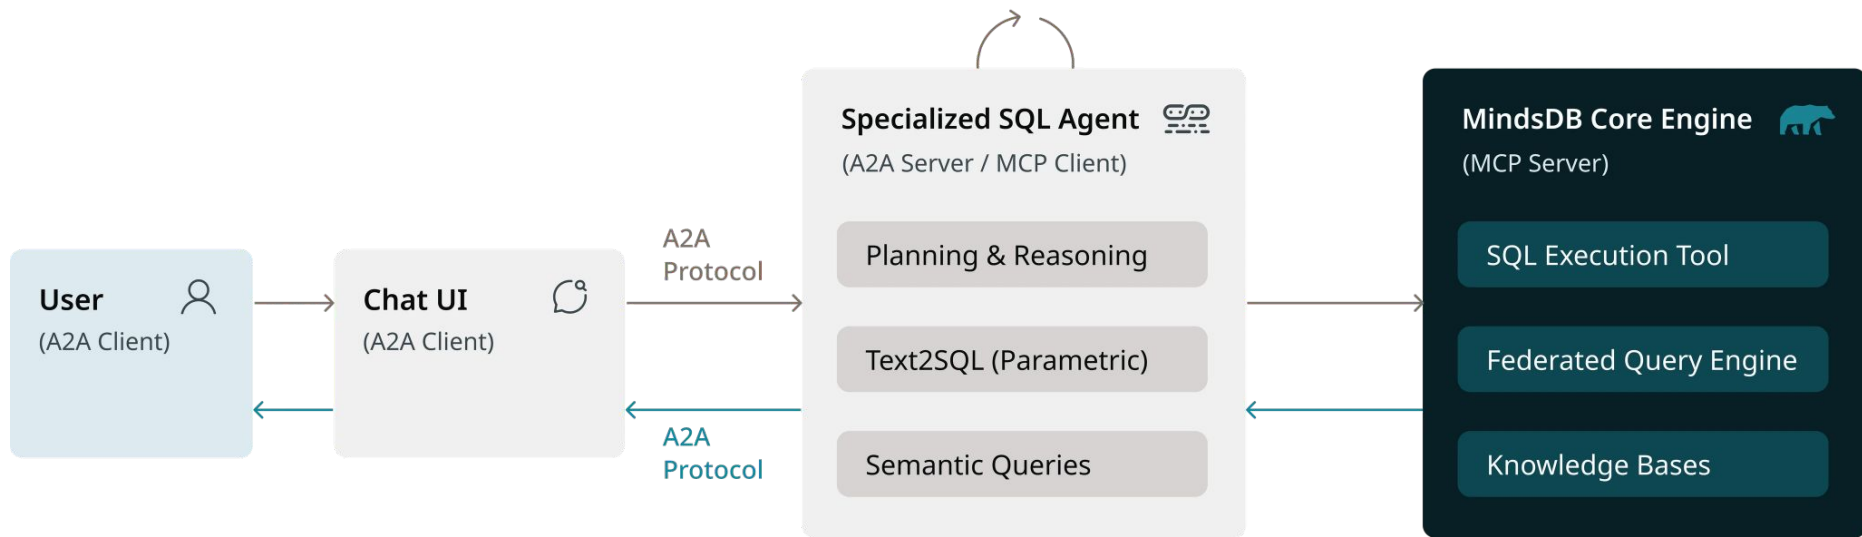 User
(A2A Client)
Chat UI
(A2A Client)
A2A
Protocol
A2A
Protocol
Specialized SQL Agent
(A2A Server / MCP Client)
Planning & Reasoning
Text2SQL (Parametric)
Semantic Queries
MindsDB Core Engine
(MCP Server)
SQL Execution Tool
Federated Query Engine
Knowledge Bases